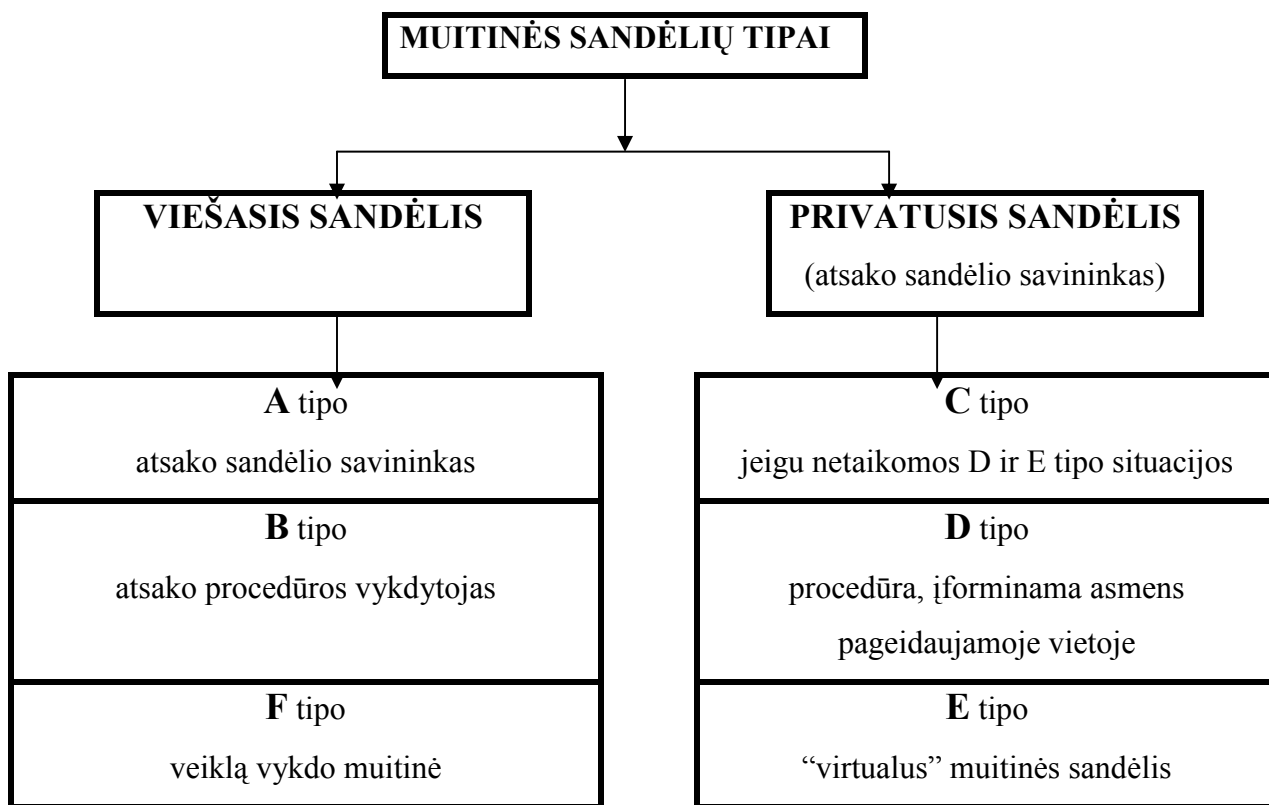 MUITINĖS SANDĖLIŲ TIPAI
VIEŠASIS SANDĖLIS
PRIVATUSIS SANDĖLIS
(atsako sandėlio savininkas)
A tipo
atsako sandėlio savininkas
B tipo
atsako procedūros vykdytojas
F tipo
veiklą vykdo muitinė
C tipo
jeigu netaikomos D ir E tipo situacijos
D tipo
procedūra, įforminama asmens
pageidaujamoje vietoje
E tipo
“virtualus” muitinės sandėlis